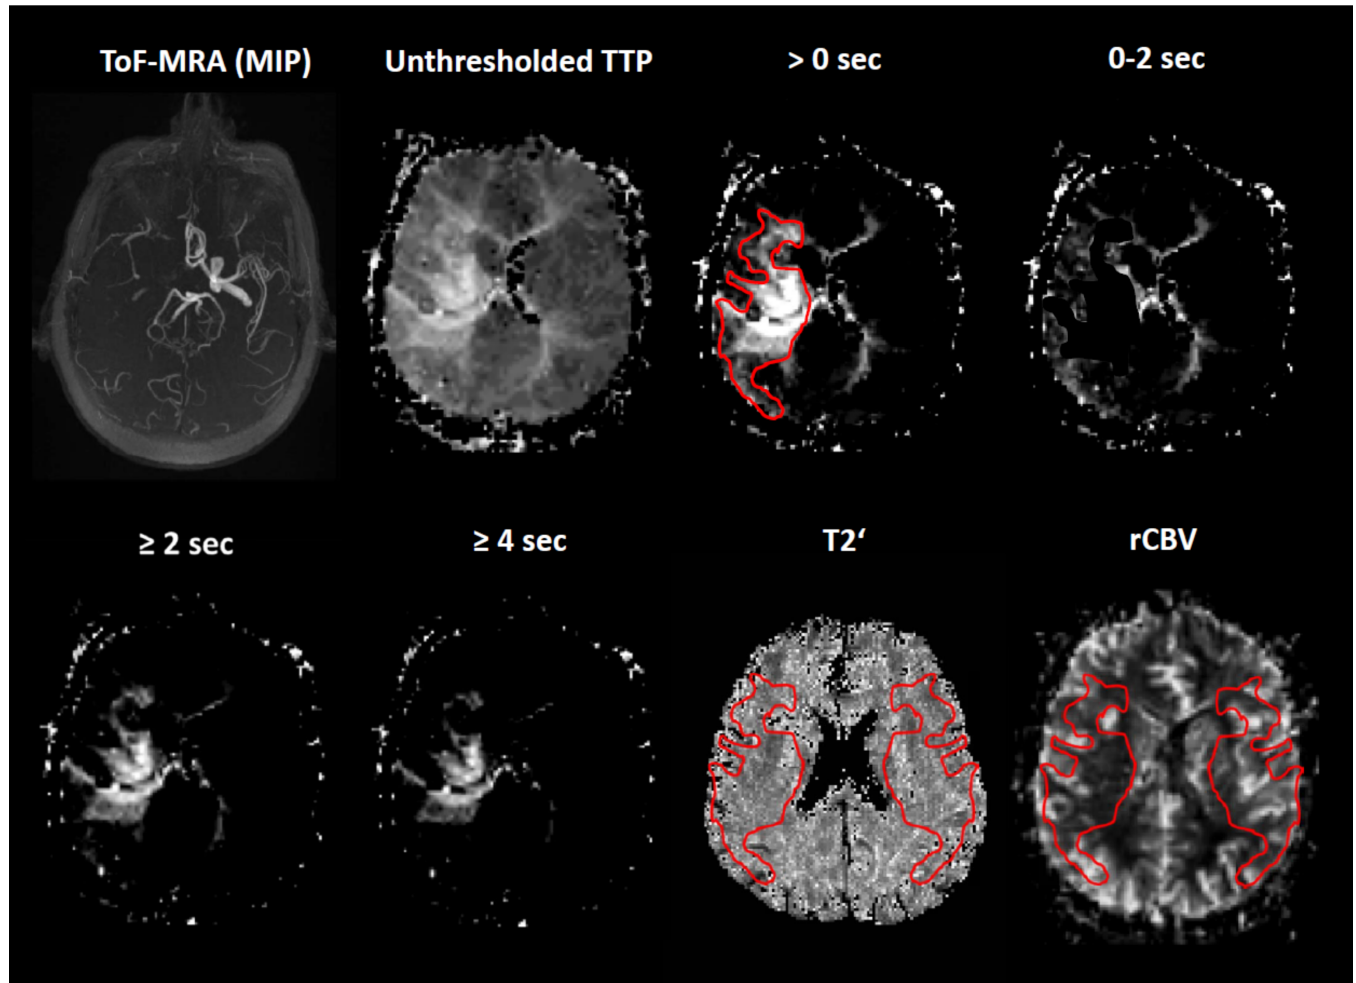 ToF-MRA (MIP)
Unthresholded TTP
> 0 sec
0-2 sec
≥ 2 sec
≥ 4 sec
T2‘
rCBV